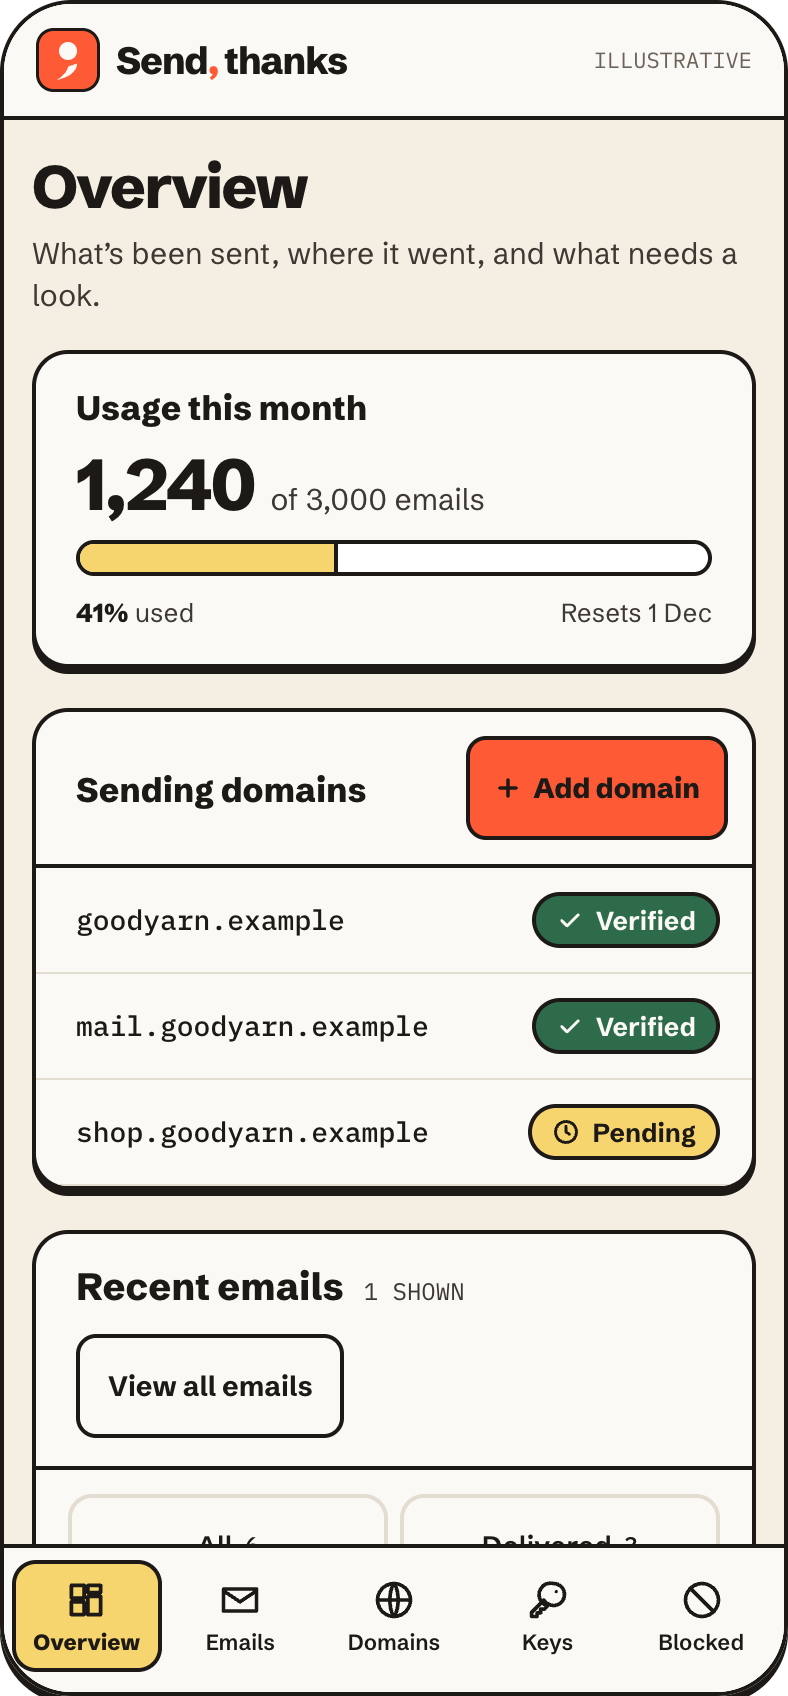 Send, thanks
ILLUSTRATIVE
Overview
What’s been sent, where it went, and what needs a
look.
Usage this month
1,240 of 3,000 emails
41% used
Resets 1 Dec
Sending domains
+ Add domain
goodyarn.example
Verified
mail.goodyarn.example
Verified
shop.goodyarn.example
Pending
Recent emails 1 SHOWN
View all emails
All
Delivered
Overview
Emails
Domains
Keys
Blocked